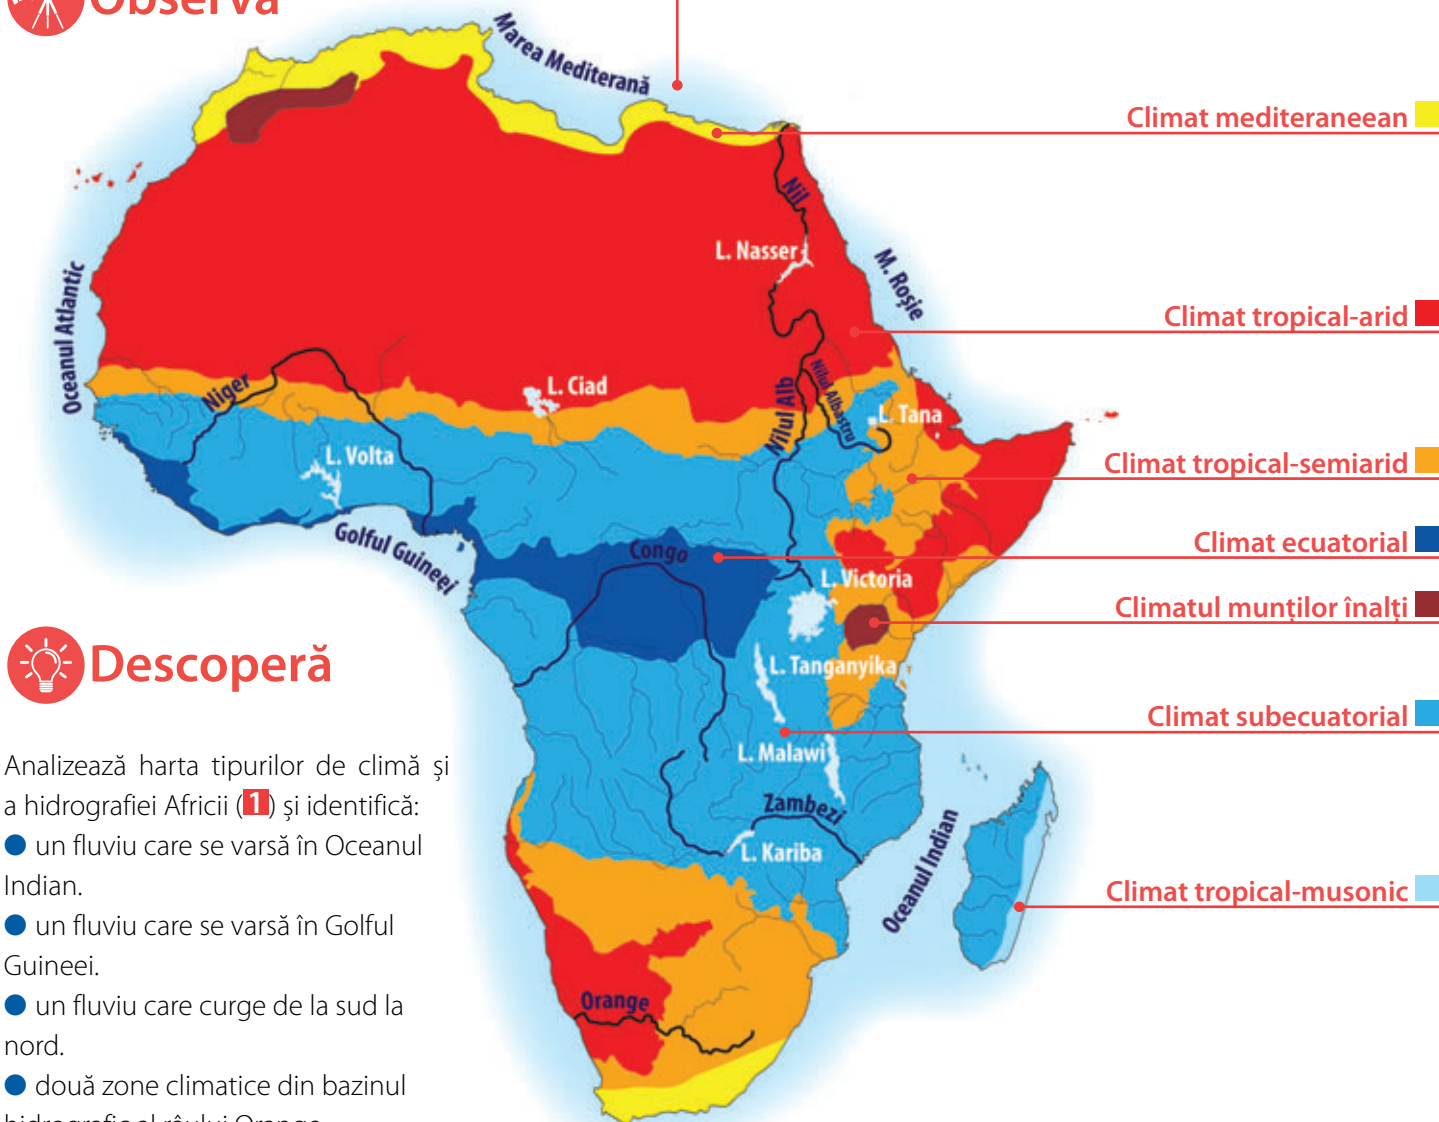 Observă
Marea Mediterană
Climat mediteraneean
Nil
L. Nasser
M. Roșie
Oceanul Atlantic
Climat tropical-arid
Niger
L. Ciad
Nilul Alb
Nilul Albastru
L. Tana
L. Volta
Climat tropical-semiarid
Golful Guineei
Congo
Climat ecuatorial
L. Victoria
Climatul munților înalți
L. Tanganyika
Climat subecuatorial
L. Malawi
Zambezi
L. Kariba
Oceanul Indian
Climat tropical-musonic
Orange
Descoperă
Analizează harta tipurilor de climă și
a hidrografiei Africii (1) și identifică:
● un fluviu care se varsă în Oceanul
Indian.
● un fluviu care se varsă în Golful
Guineei.
● un fluviu care curge de la sud la
nord.
● două zone climatice din bazinul
hidrografic al râului Orange